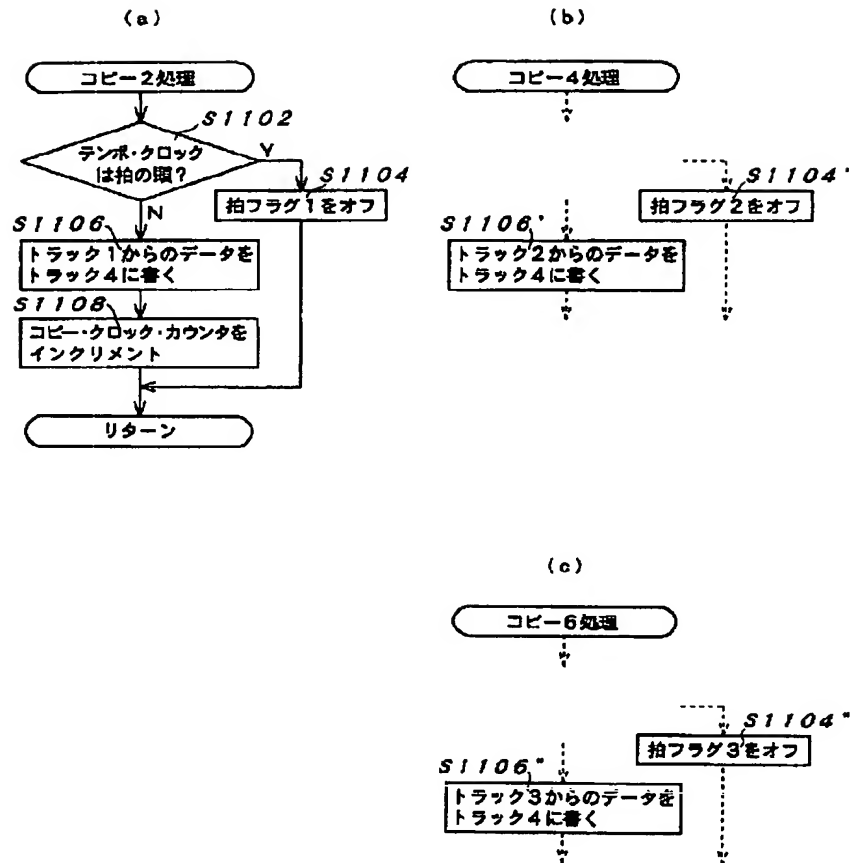 (a)
コピー2処理
S1102
テンポ・クロック
は拍の頭?
Y
N
S1104
拍フラグ1をオフ
S1106
トラック1からのデータを
トラック4に書く
S1108
コピー・クロック・カウンタを
インクリメント
リターン
(b)
コピー4処理
S1104'
拍フラグ2をオフ
S1106'
トラック2からのデータを
トラック4に書く
(c)
コピー6処理
S1104"
拍フラグ3をオフ
S1106"
トラック3からのデータを
トラック4に書く